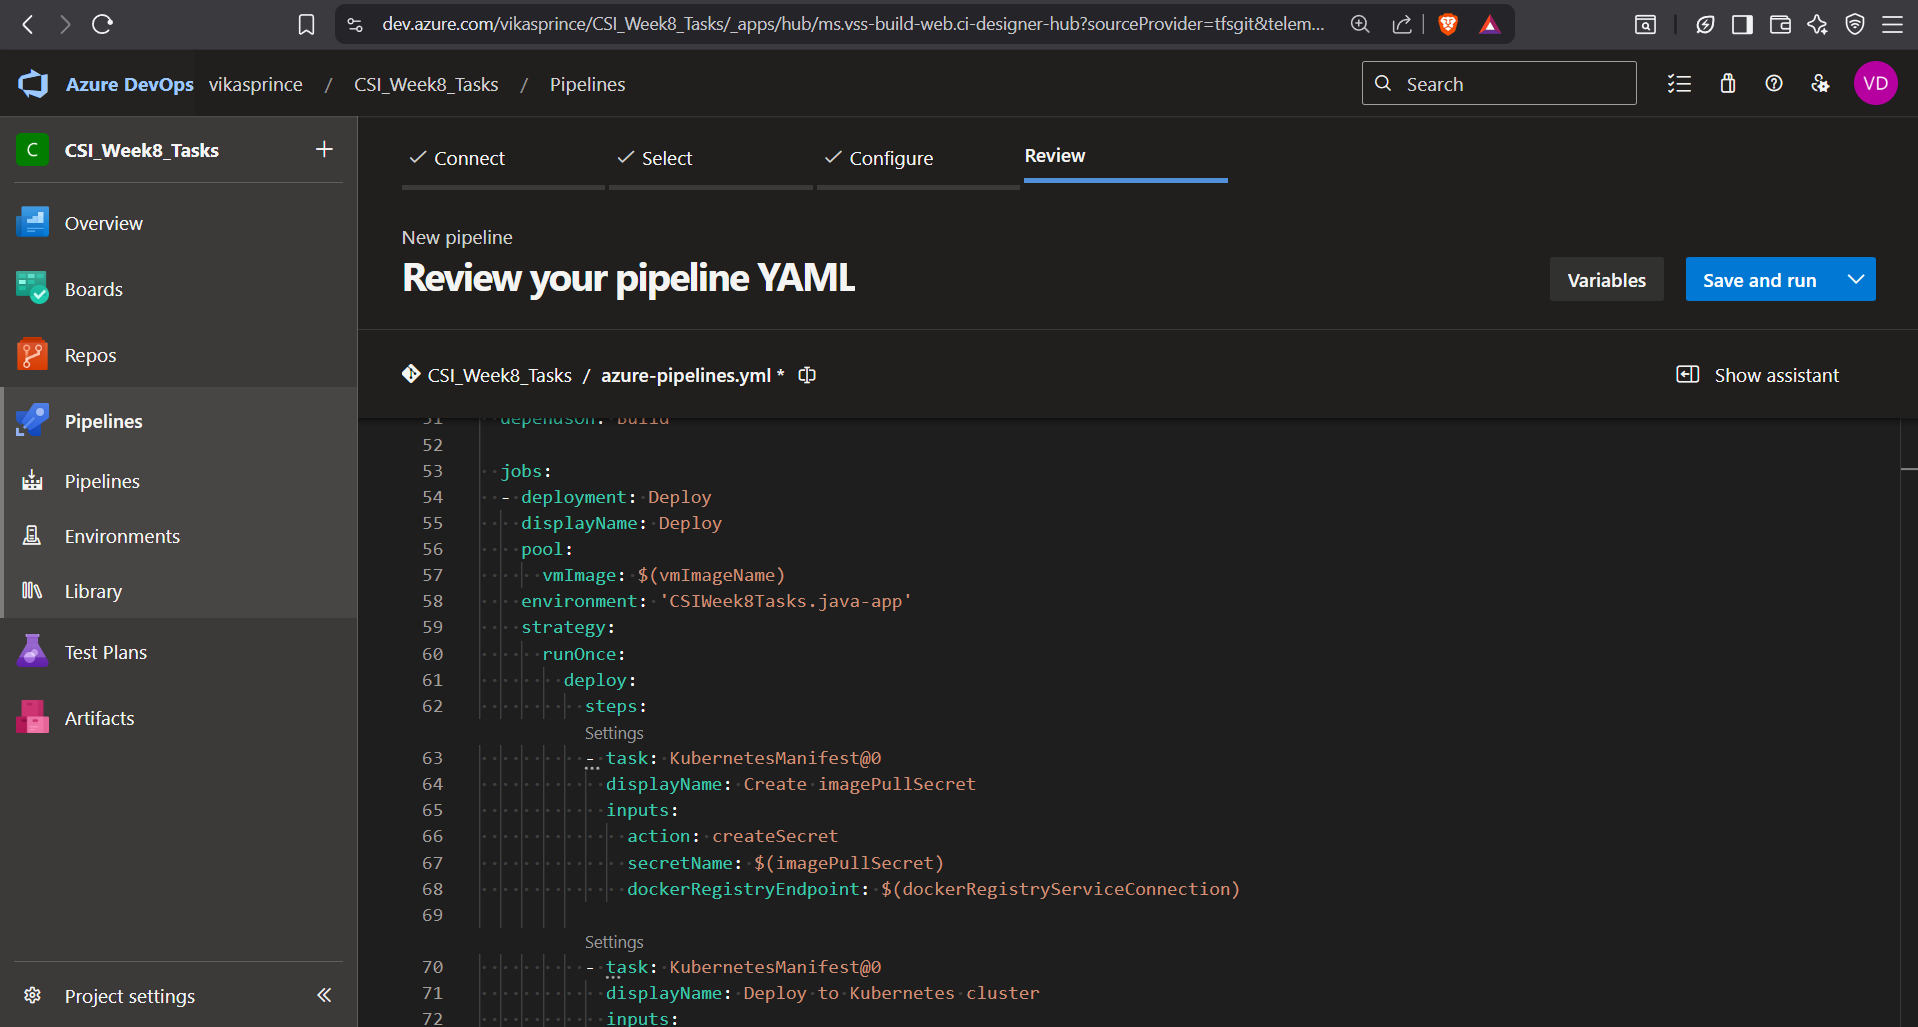 dev.azure.com/vikasprince/CSI_Week8_Tasks/_apps/hub/ms.vss-build-web.ci-designer-hub?sourceProvider=tfsgit&telem...
Azure DevOps vikasprince / CSI_Week8_Tasks / Pipelines
Search
VD
C CSI_Week8_Tasks +
Overview
Boards
Repos
Pipelines
Pipelines
Environments
Library
Test Plans
Artifacts
Project settings
Connect Select Configure Review
New pipeline
Review your pipeline YAML
Variables
Save and run
CSI_Week8_Tasks / azure-pipelines.yml *
Show assistant
51 dependsOn: Build
52
53 jobs:
54 - deployment: Deploy
55 displayName: Deploy
56 pool:
57 vmImage: $(vmImageName)
58 environment: 'CSIWeek8Tasks.java-app'
59 strategy:
60 runOnce:
61 deploy:
62 steps:
Settings
63 - task: KubernetesManifest@0
64 displayName: Create imagePullSecret
65 inputs:
66 action: createSecret
67 secretName: $(imagePullSecret)
68 dockerRegistryEndpoint: $(dockerRegistryServiceConnection)
69
Settings
70 - task: KubernetesManifest@0
71 displayName: Deploy to Kubernetes cluster
72 inputs: